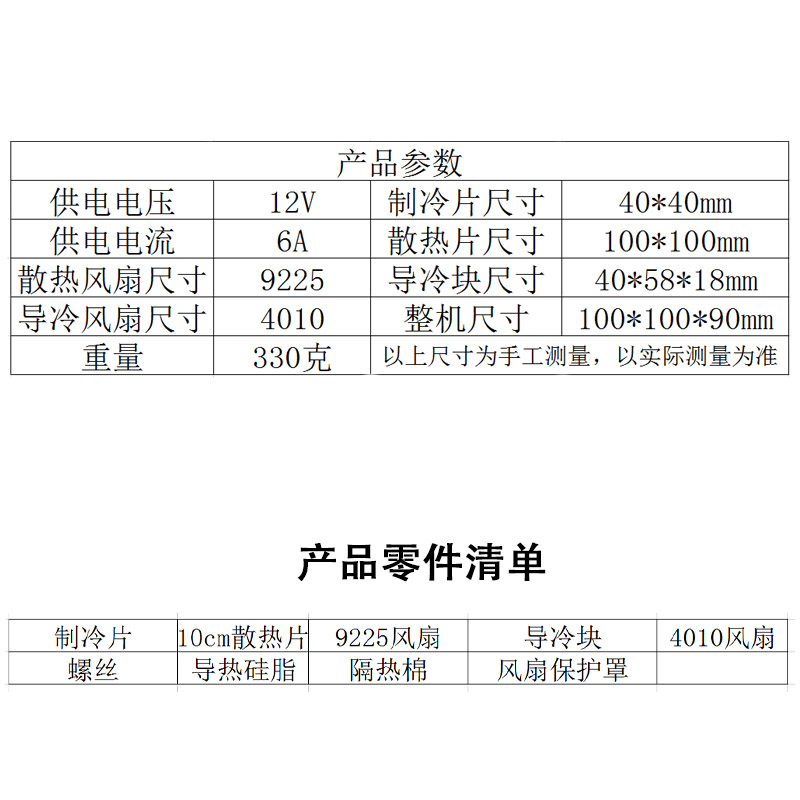 产品参数
供电电压 12V 制冷片尺寸 40*40mm
供电电流 6A 散热片尺寸 100*100mm
散热风扇尺寸 9225 导冷块尺寸 40*58*18mm
导冷风扇尺寸 4010 整机尺寸 100*100*90mm
重量 330克 以上尺寸为手工测量，以实际测量为准
产品零件清单
制冷片 10cm散热片 9225风扇 导冷块 4010风扇
螺丝 导热硅脂 隔热棉 风扇保护罩